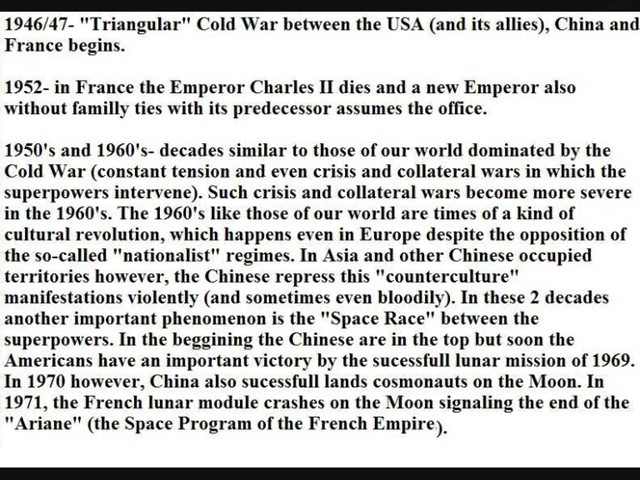 1946/47- "Triangular" Cold War between the USA (and its allies), China and
France begins.
1952- in France the Emperor Charles II dies and a new Emperor also
without familly ties with its predecessor assumes the office.
1950's and 1960's- decades similar to those of our world dominated by the
Cold War (constant tension and even crisis and collateral wars in which the
superpowers intervene). Such crisis and collateral wars become more severe
in the 1960's. The 1960's like those of our world are times of a kind of
cultural revolution, which happens even in Europe despite the opposition of
the so-called "nationalist" regimes. In Asia and other Chinese occupied
territories however, the Chinese repress this "counterculture"
manifestations violently (and sometimes even bloodily). In these 2 decades
another important phenomenon is the "Space Race" between the
superpowers. In the beggining the Chinese are in the top but soon the
Americans have an important victory by the sucessfull lunar mission of 1969.
In 1970 however, China also sucessfull lands cosmonauts on the Moon. In
1971, the French lunar module crashes on the Moon signaling the end of the
"Ariane" (the Space Program of the French Empire).